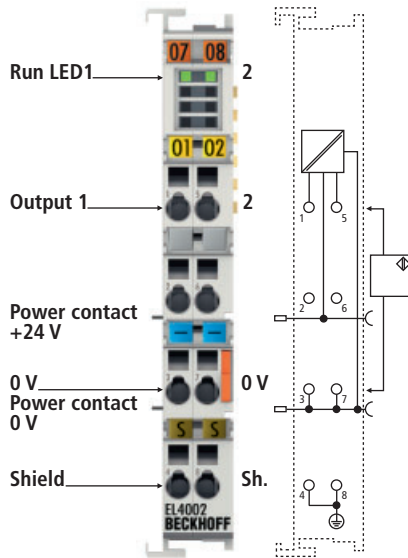 07 08
Run LED1 2
01 02
Output 1 2
1 5
Power contact
+24 V
2 6
0 V 0 V
Power contact
0 V
3 7
S S
Shield Sh.
4 8
EL4002
BECKHOFF